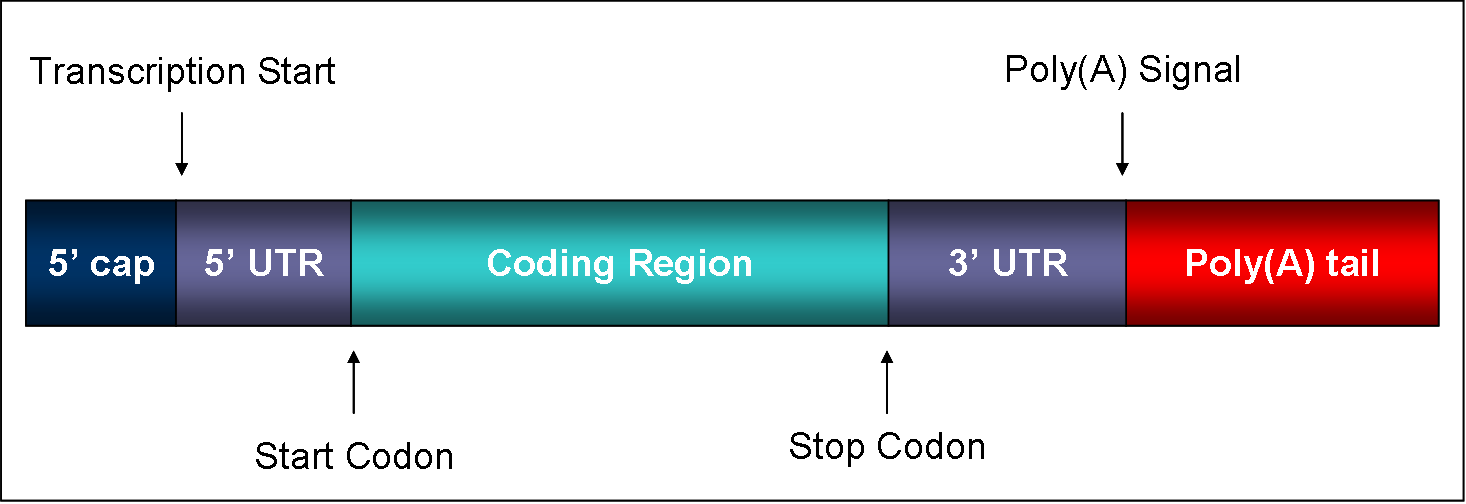 Transcription Start
Poly(A) Signal
5’ cap
5’ UTR
Coding Region
3’ UTR
Poly(A) tail
Start Codon
Stop Codon